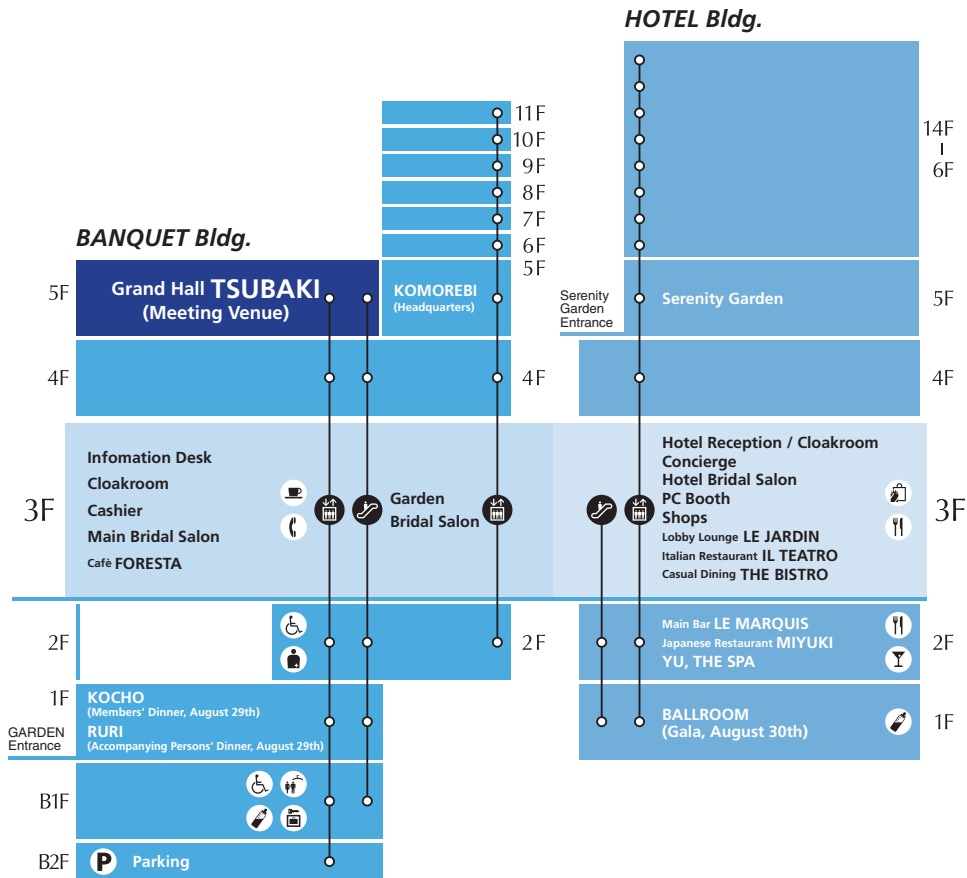 HOTEL Bldg.
11F
10F
9F
8F
7F
6F
5F
14F
6F
BANQUET Bldg.
5F
Grand Hall TSUBAKI
(Meeting Venue)
KOMOREBI
(Headquarters)
Serenity
Garden
Entrance
Serenity Garden
5F
4F
4F
4F
3F
Infomation Desk
Cloakroom
Cashier
Main Bridal Salon
Cafè FORESTA
Garden
Bridal Salon
Hotel Reception / Cloakroom
Concierge
Hotel Bridal Salon
PC Booth
Shops
Lobby Lounge LE JARDIN
Italian Restaurant IL TEATRO
Casual Dining THE BISTRO
3F
2F
2F
Main Bar LE MARQUIS
Japanese Restaurant MIYUKI
YU, THE SPA
2F
1F
GARDEN
Entrance
KOCHO
(Members' Dinner, August 29th)
RURI
(Accompanying Persons' Dinner, August 29th)
BALLROOM
(Gala, August 30th)
1F
B1F
B2F
P Parking